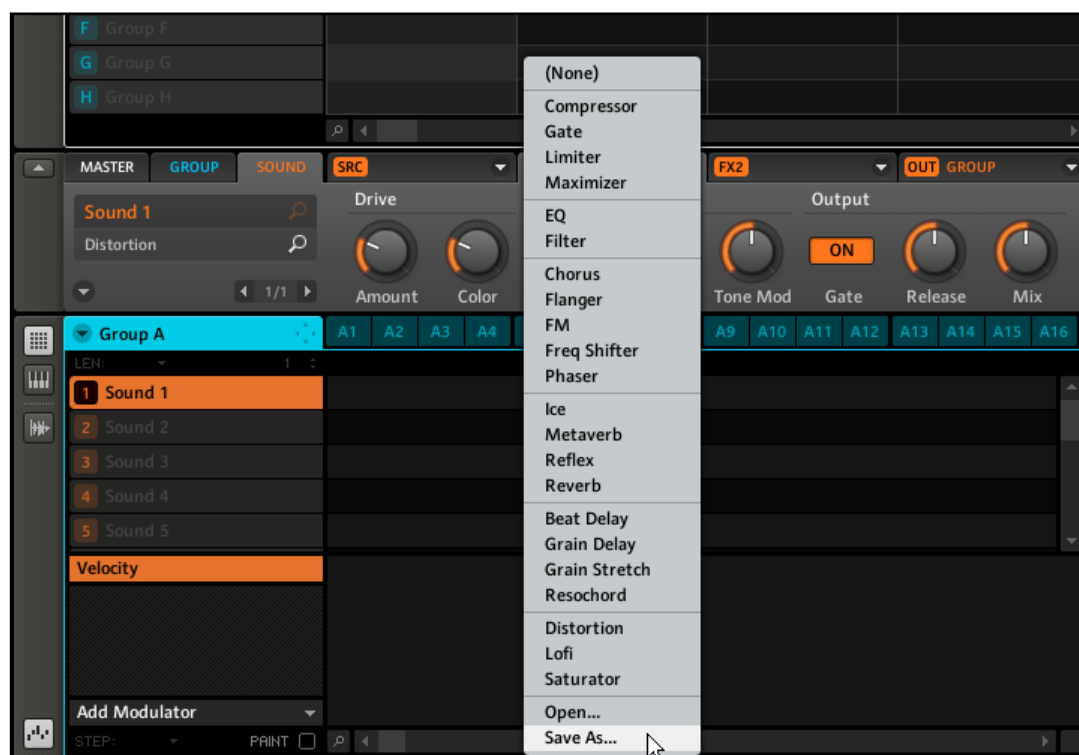 F Group F
G Group G
H Group H
(None)
Compressor
Gate
Limiter
Maximizer
EQ
Filter
Chorus
Flanger
FM
Freq Shifter
Phaser
Ice
Metaverb
Reflex
Reverb
Beat Delay
Grain Delay
Grain Stretch
Resochord
Distortion
Lofi
Saturator
Open...
Save As...
MASTER GROUP SOUND SRC FX2 OUT GROUP
Sound 1
Distortion
1/1
Drive
Amount Color
Output
ON
Tone Mod Gate Release Mix
Group A A1 A2 A3 A4 A9 A10 A11 A12 A13 A14 A15 A16
LEN: 1
1 Sound 1
2 Sound 2
3 Sound 3
4 Sound 4
5 Sound 5
Velocity
Add Modulator
STEP: PAINT